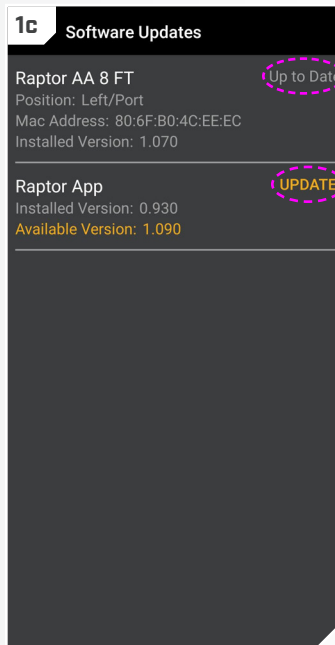 1c
Software Updates
Raptor AA 8 FT
Up to Date
Position: Left/Port
Mac Address: 80:6F:B0:4C:EE:EC
Installed Version: 1.070
Raptor App
UPDATE
Installed Version: 0.930
Available Version: 1.090